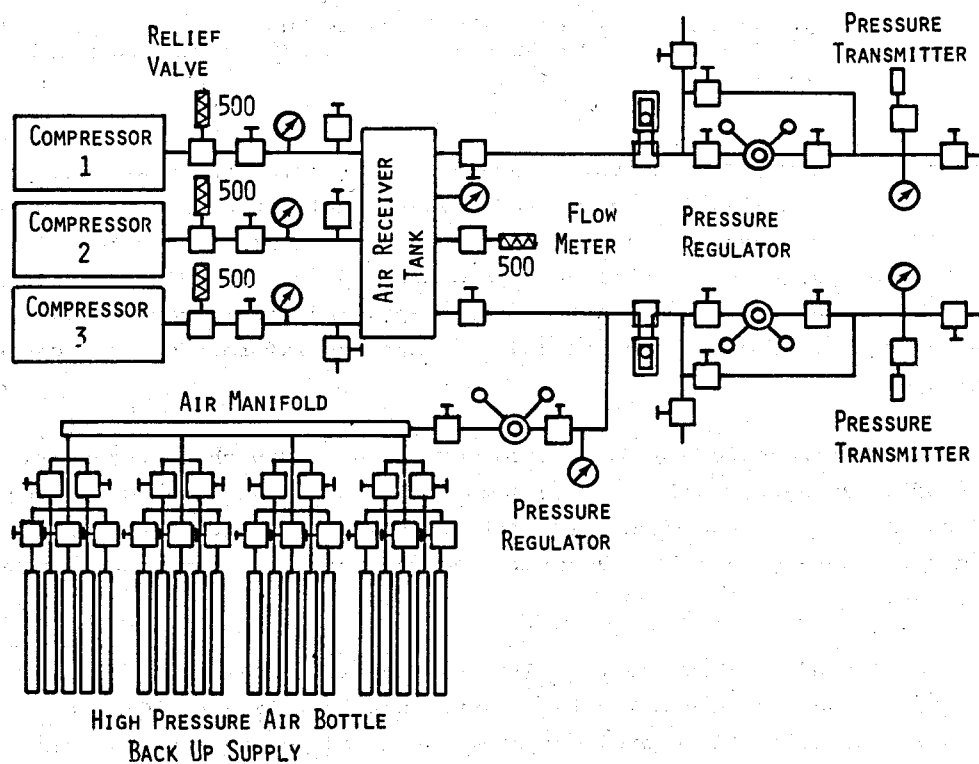 RELIEF
VALVE
PRESSURE
TRANSMITTER
500
COMPRESSOR
1
500
COMPRESSOR
2
500
COMPRESSOR
3
AIR RECEIVER
TANK
500
FLOW
METER
PRESSURE
REGULATOR
AIR MANIFOLD
PRESSURE
TRANSMITTER
PRESSURE
REGULATOR
HIGH PRESSURE AIR BOTTLE
BACK UP SUPPLY